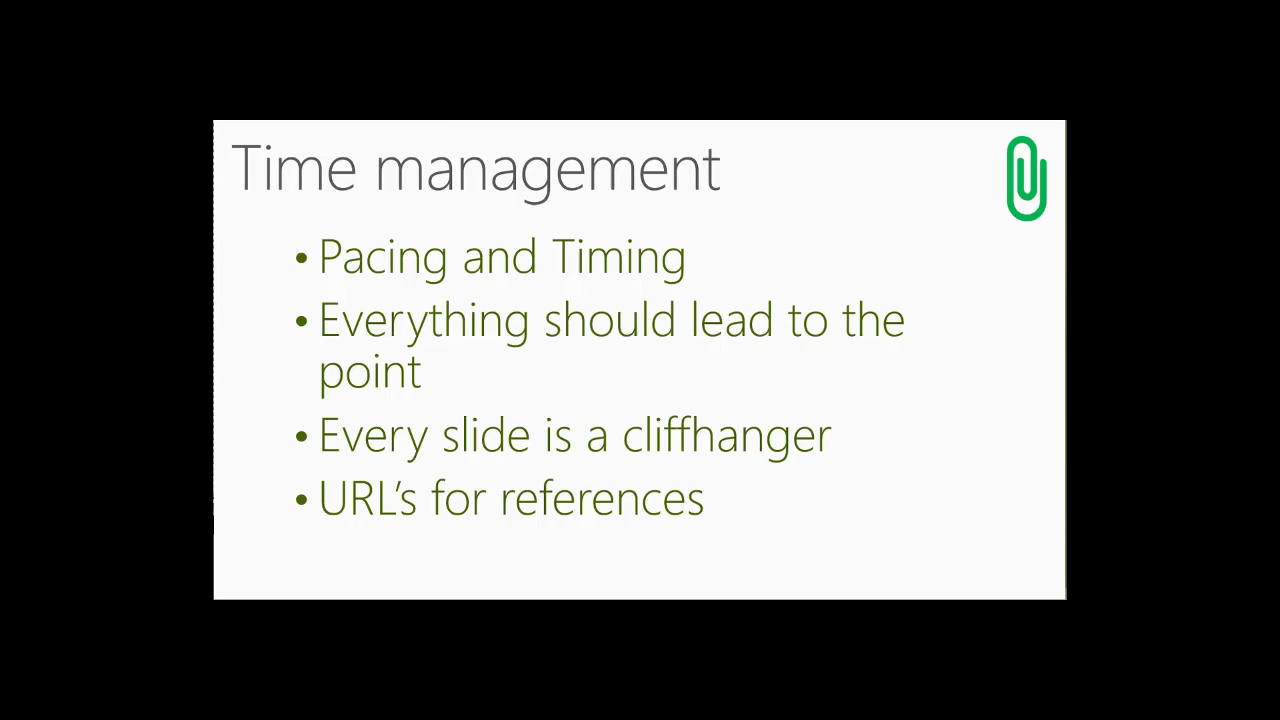 Time management
• Pacing and Timing
• Everything should lead to the
point
• Every slide is a cliffhanger
• URL’s for references